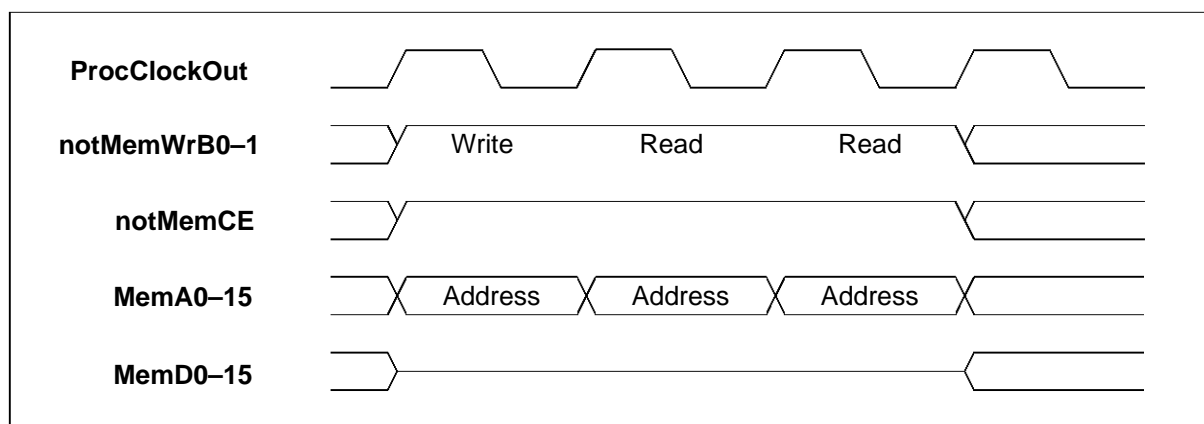 ProcClockOut
notMemWrB0–1 Write Read Read
notMemCE
MemA0–15 Address Address Address
MemD0–15